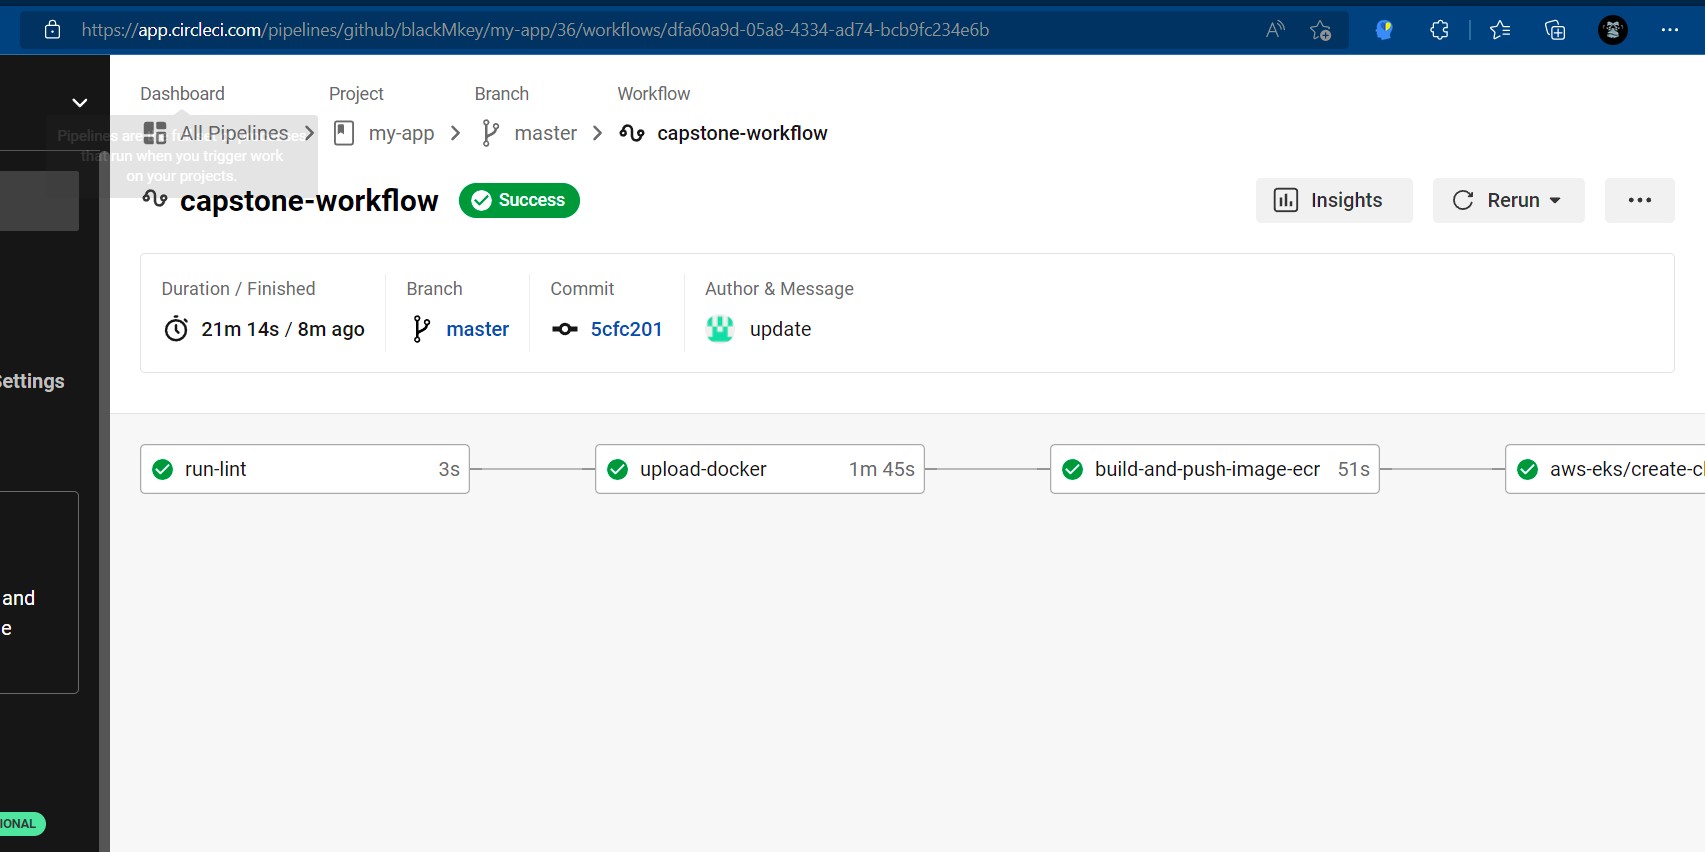 https://app.circleci.com/pipelines/github/blackMkey/my-app/36/workflows/dfa60a9d-05a8-4334-ad74-bcb9fc234e6b
Dashboard Project Branch Workflow
All Pipelines my-app master capstone-workflow
Pipelines are
that run when you trigger work
on your projects.
capstone-workflow Success Insights Rerun
Duration / Finished Branch Commit Author & Message
21m 14s / 8m ago master 5cfc201 update
ettings
run-lint 3s upload-docker 1m 45s build-and-push-image-ecr 51s aws-eks/create-cl
and
e
IONAL